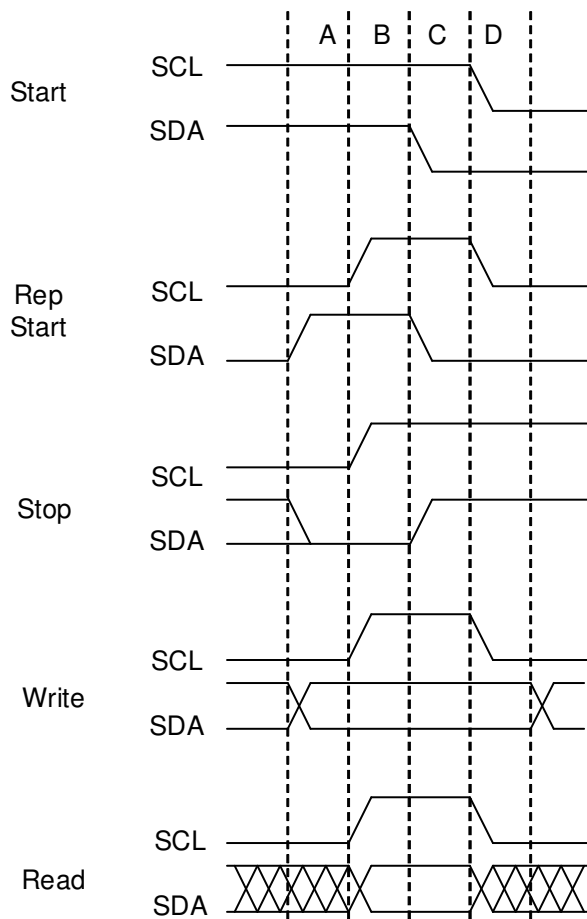 A B C D
SCL
Start
SDA
SCL
Rep
Start
SDA
SCL
Stop
SDA
SCL
Write
SDA
SCL
Read
SDA